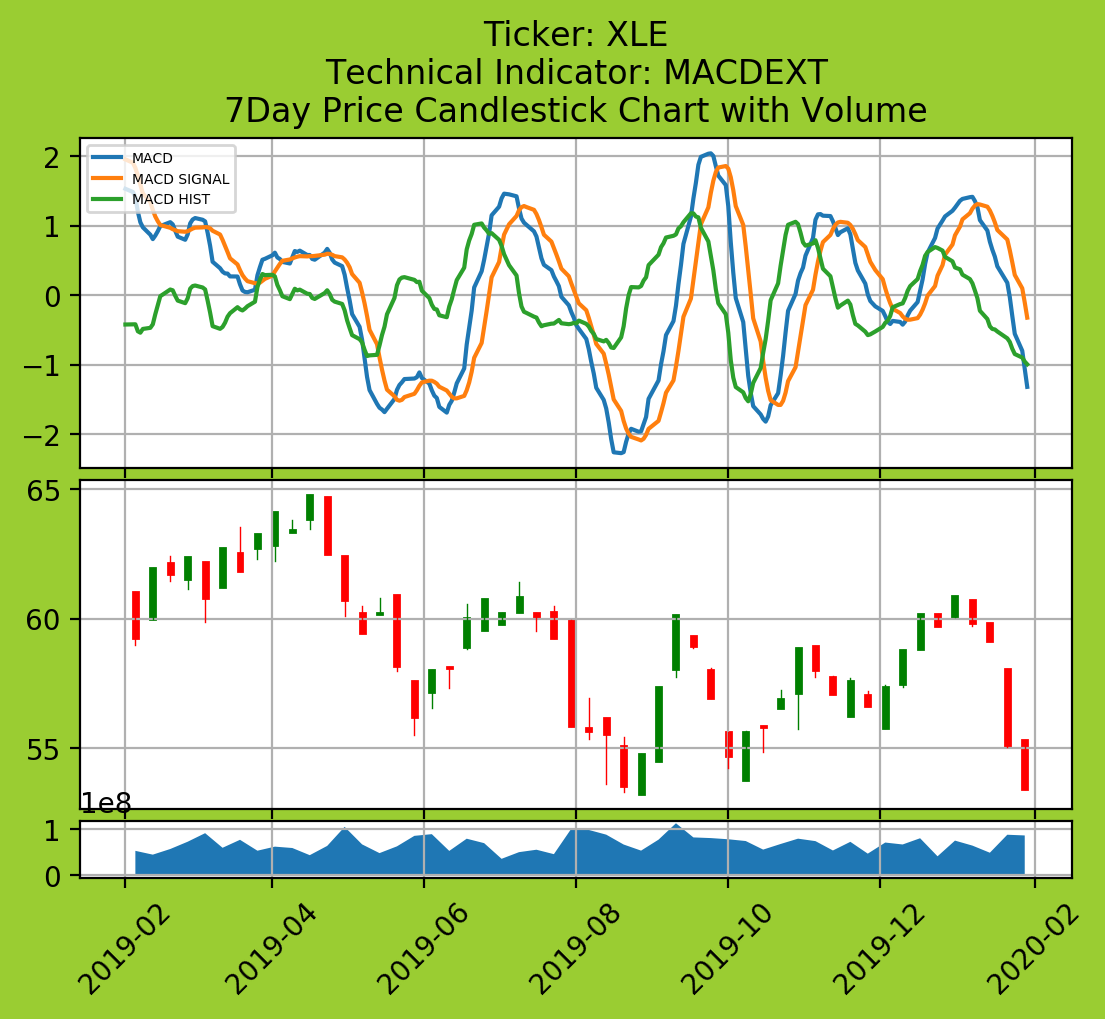 Ticker: XLE
Technical Indicator: MACDEXT
7Day Price Candlestick Chart with Volume
MACD
MACD SIGNAL
MACD HIST
2
1
0
−1
−2
65
60
55
1e8
1
0
2019-02
2019-04
2019-06
2019-08
2019-10
2019-12
2020-02